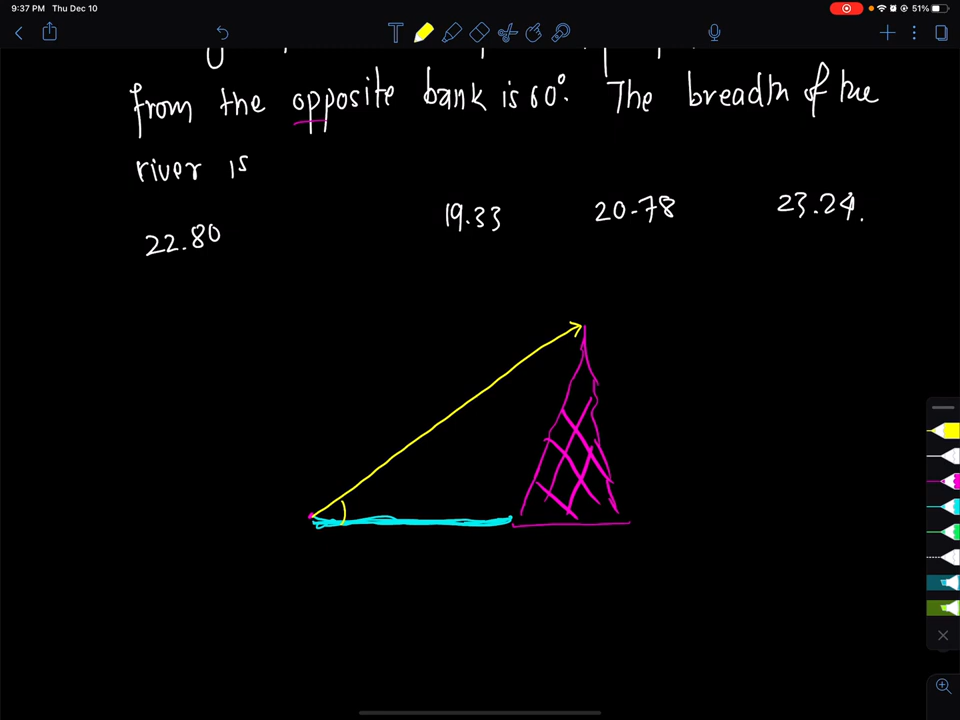 9:37 PM Thu Dec 10
51%
T
from the opposite bank is 60°. The breadth of the
river is
22.80 19.33 20.78 23.24.